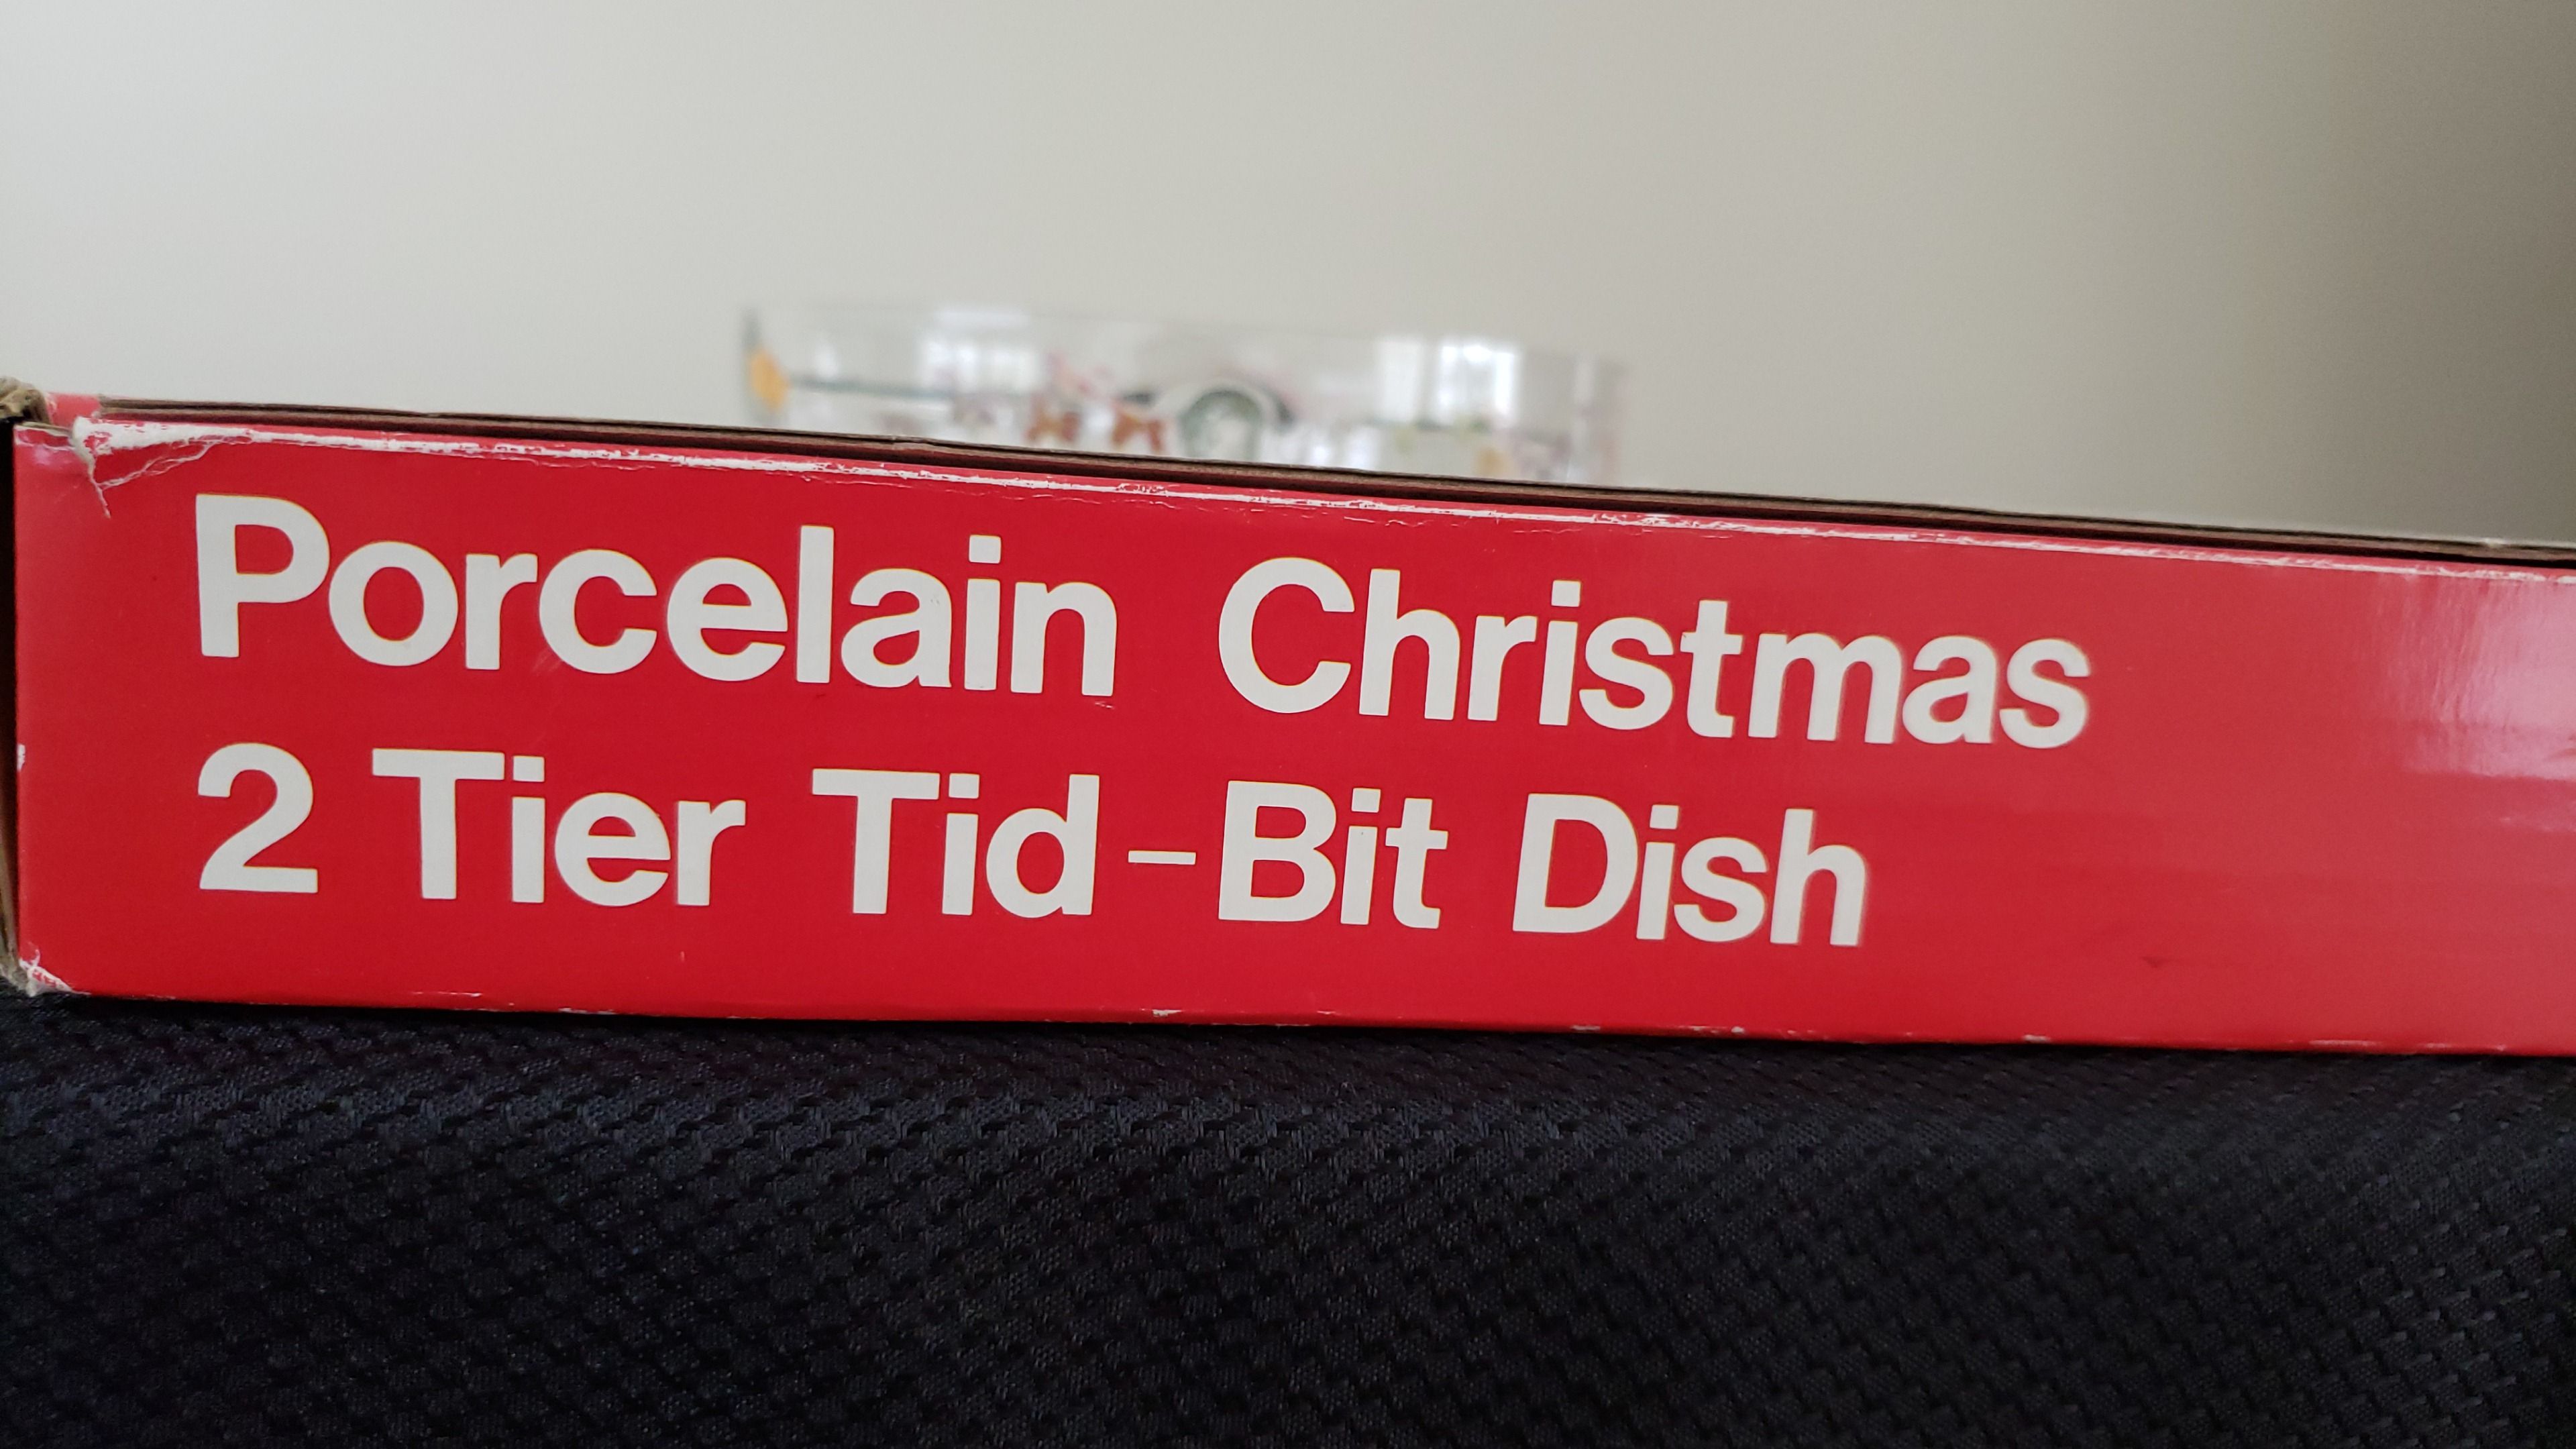 Porcelain Christmas
2 Tier Tid-Bit Dish